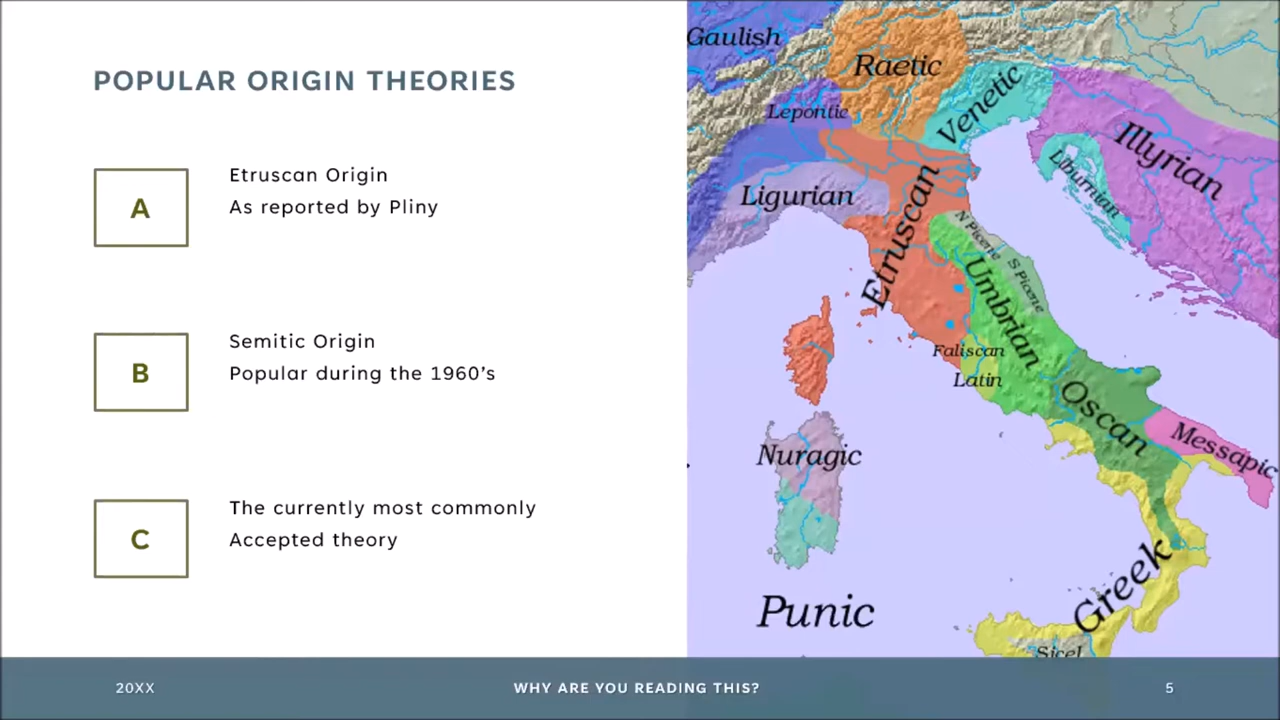 POPULAR ORIGIN THEORIES
A
Etruscan Origin
As reported by Pliny
B
Semitic Origin
Popular during the 1960’s
C
The currently most commonly
Accepted theory
Gaulish
Raetic
Lepontic
Venetic
Illyrian
Liburnian
Ligurian
Etruscan
N Picene
S Picene
Umbrian
Faliscan
Latin
Oscan
Messapic
Nuragic
Greek
Punic
Sicel
20XX
WHY ARE YOU READING THIS?
5